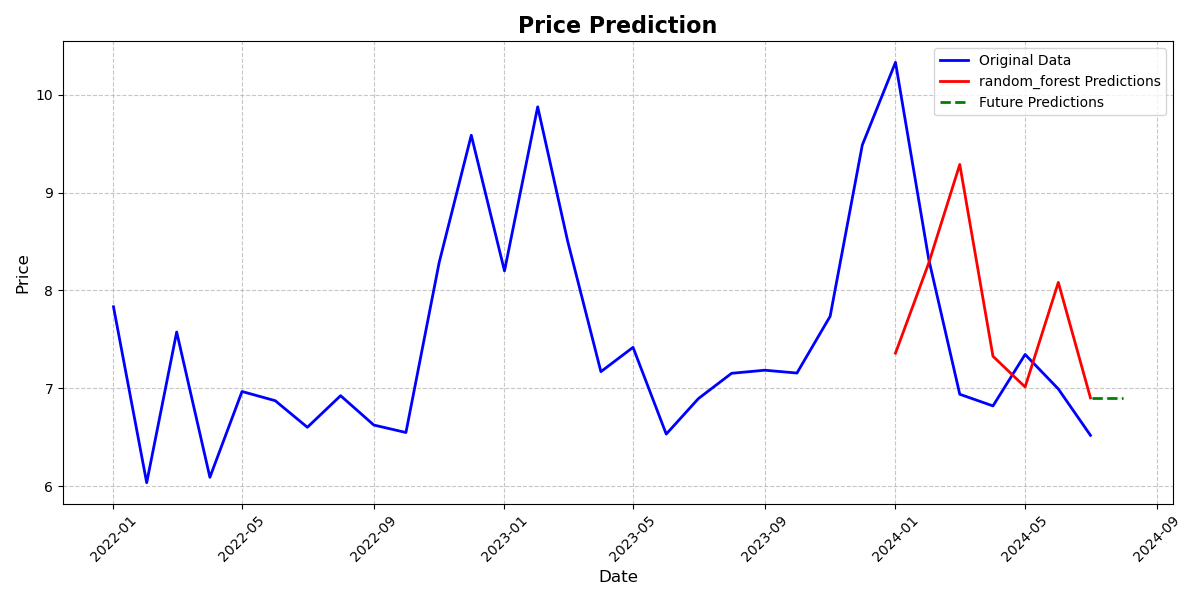 Price Prediction
Original Data
random_forest Predictions
Future Predictions
Price
10
9
8
7
6
2022-01
2022-05
2022-09
2023-01
2023-05
2023-09
2024-01
2024-05
2024-09
Date